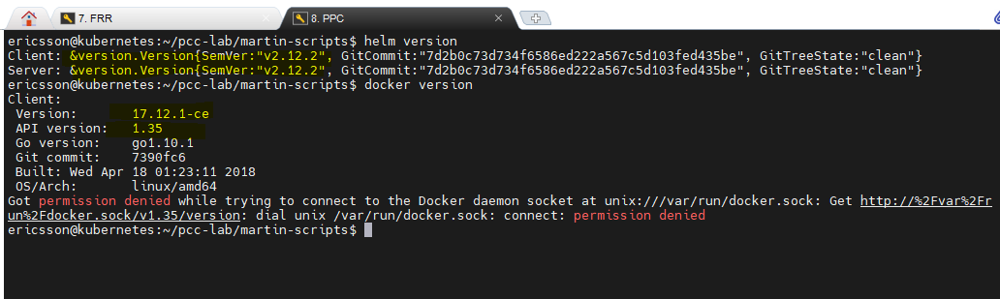 7. FRR
8. PPC
ericsson@kubernetes:~/pcc-lab/martin-scripts$ helm version
Client: &version.Version{SemVer:"v2.12.2", GitCommit:"7d2b0c73d734f6586ed222a567c5d103fed435be", GitTreeState:"clean"}
Server: &version.Version{SemVer:"v2.12.2", GitCommit:"7d2b0c73d734f6586ed222a567c5d103fed435be", GitTreeState:"clean"}
ericsson@kubernetes:~/pcc-lab/martin-scripts$ docker version
Client:
 Version:      17.12.1-ce
 API version:  1.35
 Go version:   go1.10.1
 Git commit:   7390fc6
 Built: Wed Apr 18 01:23:11 2018
 OS/Arch:      linux/amd64
Got permission denied while trying to connect to the Docker daemon socket at unix:///var/run/docker.sock: Get http://%2Fvar%2Fr
un%2Fdocker.sock/v1.35/version: dial unix /var/run/docker.sock: connect: permission denied
ericsson@kubernetes:~/pcc-lab/martin-scripts$